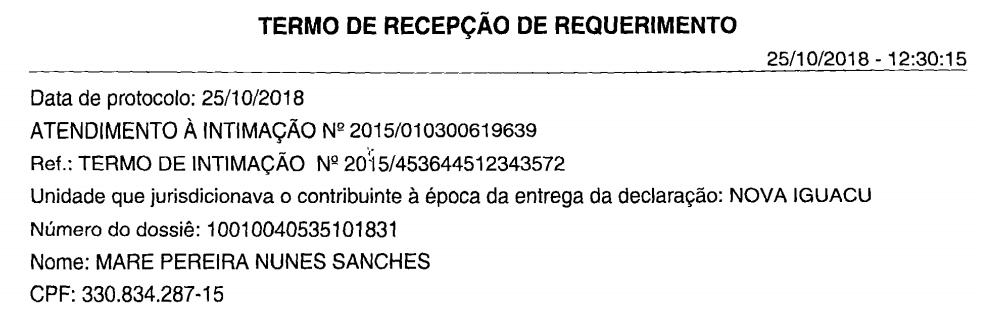 TERMO DE RECEPÇÃO DE REQUERIMENTO
25/10/2018 - 12:30:15
Data de protocolo: 25/10/2018
ATENDIMENTO À INTIMAÇÃO Nº 2015/010300619639
Ref.: TERMO DE INTIMAÇÃO Nº 2015/453644512343572
Unidade que jurisdicionava o contribuinte à época da entrega da declaração: NOVA IGUACU
Número do dossiê: 10010040535101831
Nome: MARE PEREIRA NUNES SANCHES
CPF: 330.834.287-15